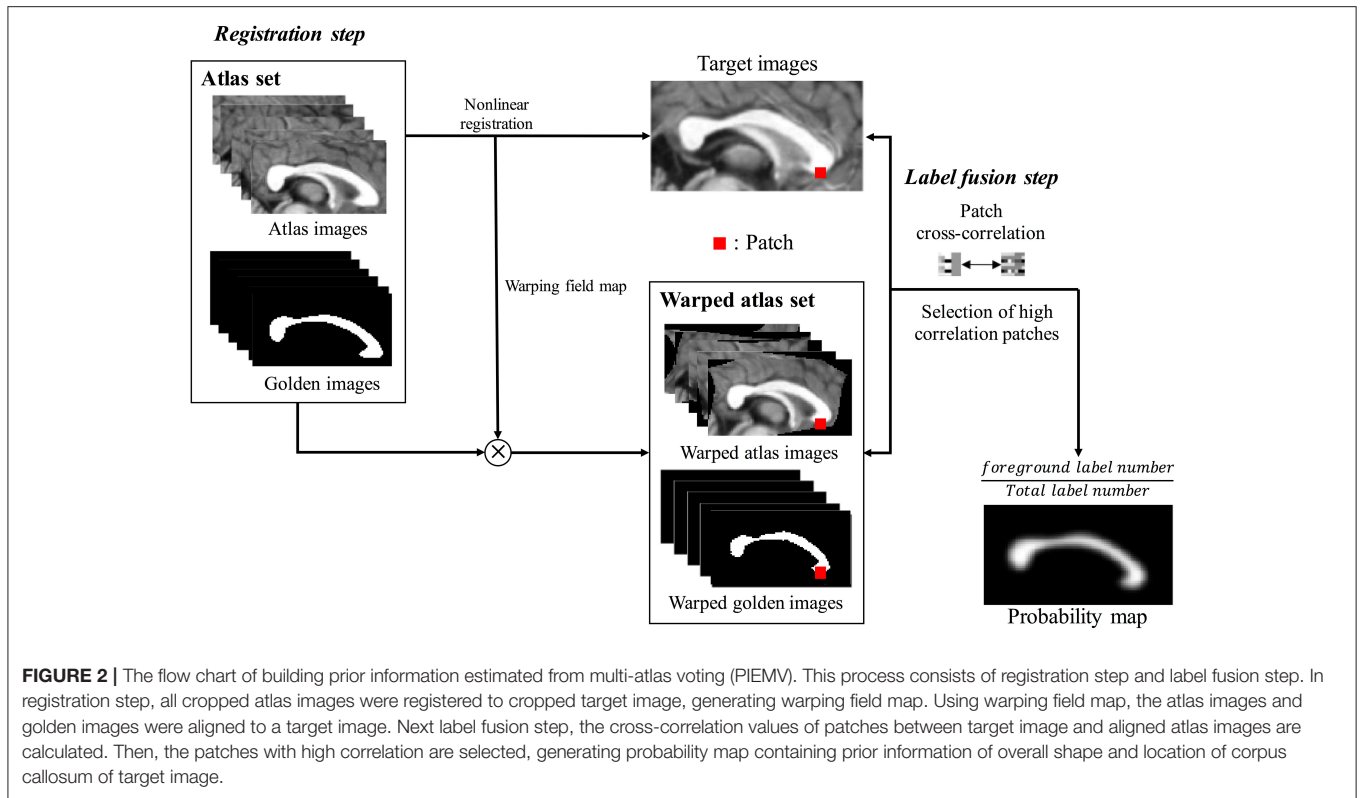 Registration step
Atlas set
Atlas images
Golden images
Nonlinear
registration
Warping field map
Target images
: Patch
Warped atlas set
Warped atlas images
Warped golden images
Label fusion step
Patch
cross-correlation
Selection of high
correlation patches
foreground label number
Total label number
Probability map
FIGURE 2 | The flow chart of building prior information estimated from multi-atlas voting (PIEMV). This process consists of registration step and label fusion step. In
registration step, all cropped atlas images were registered to cropped target image, generating warping field map. Using warping field map, the atlas images and
golden images were aligned to a target image. Next label fusion step, the cross-correlation values of patches between target image and aligned atlas images are
calculated. Then, the patches with high correlation are selected, generating probability map containing prior information of overall shape and location of corpus
callosum of target image.